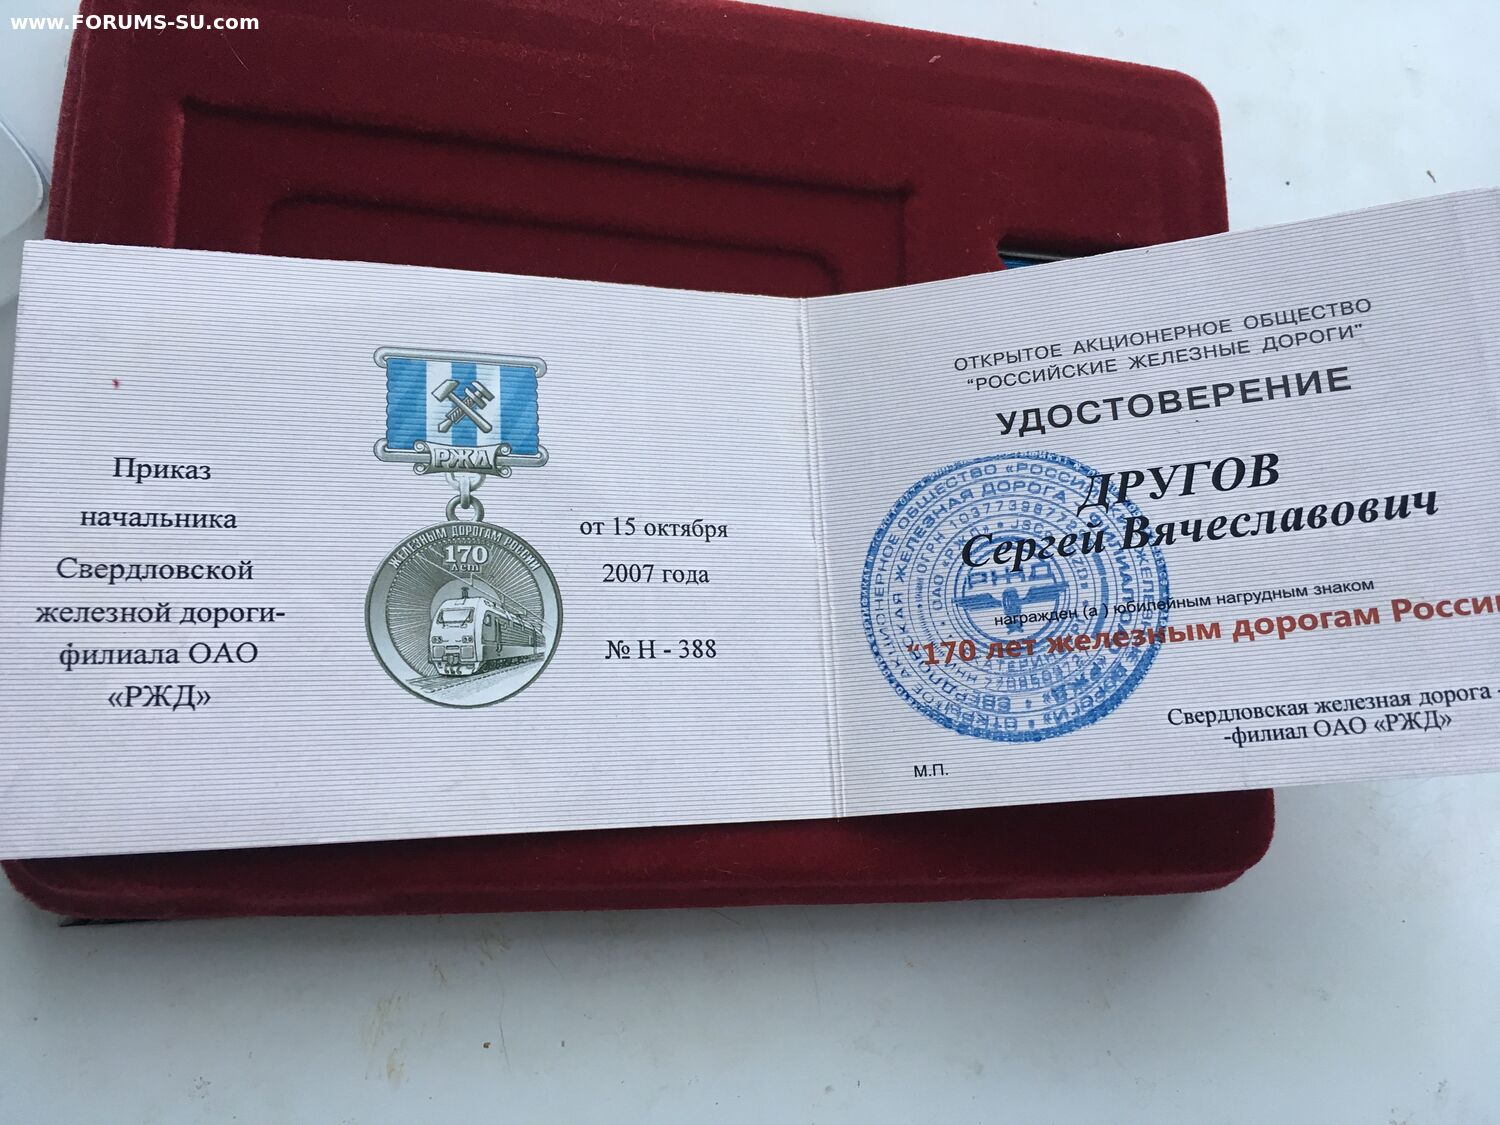 www.FORUMS-SU.com
Приказ
начальника
Свердловской
железной дороги-
филиала ОАО
«РЖД»
РЖД
ЖЕЛЕЗНЫМ ДОРОГАМ РОССИИ
170
лет
от 15 октября
2007 года
№ Н - 388
ОТКРЫТОЕ АКЦИОНЕРНОЕ ОБЩЕСТВО
"РОССИЙСКИЕ ЖЕЛЕЗНЫЕ ДОРОГИ"
УДОСТОВЕРЕНИЕ
ДРУГОВ
Сергей Вячеславович
награжден (а ) юбилейным нагрудным знаком
"170 лет железным дорогам России
Свердловская железная дорога -
-филиал ОАО «РЖД»
М.П.